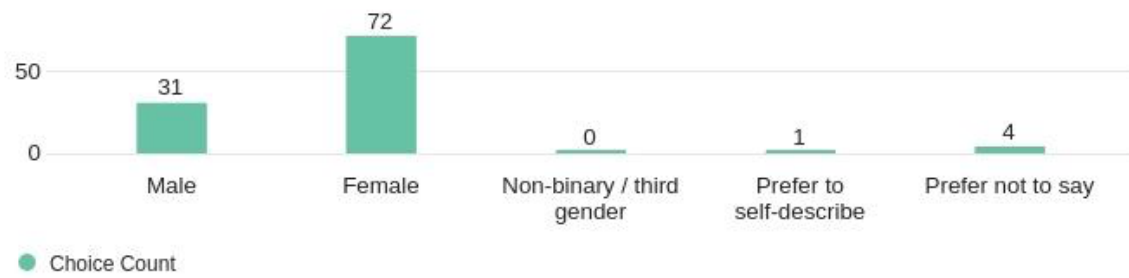 72
50
31
0
1
4
0
Male
Female
Non-binary / third
gender
Prefer to
self-describe
Prefer not to say
Choice Count